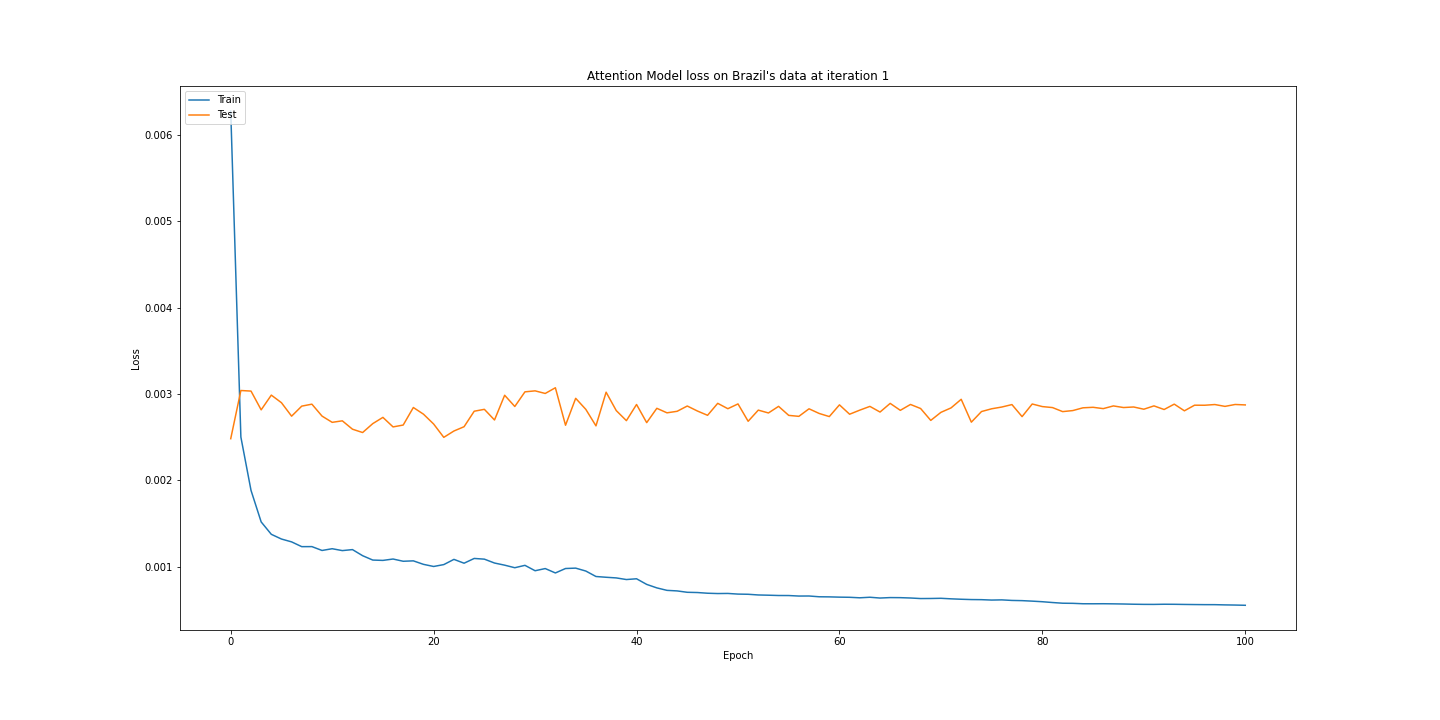 Attention Model loss on Brazil's data at iteration 1
Train
Test
0.006
0.005
0.004
0.003
0.002
0.001
Loss
0 20 40 60 80 100
Epoch